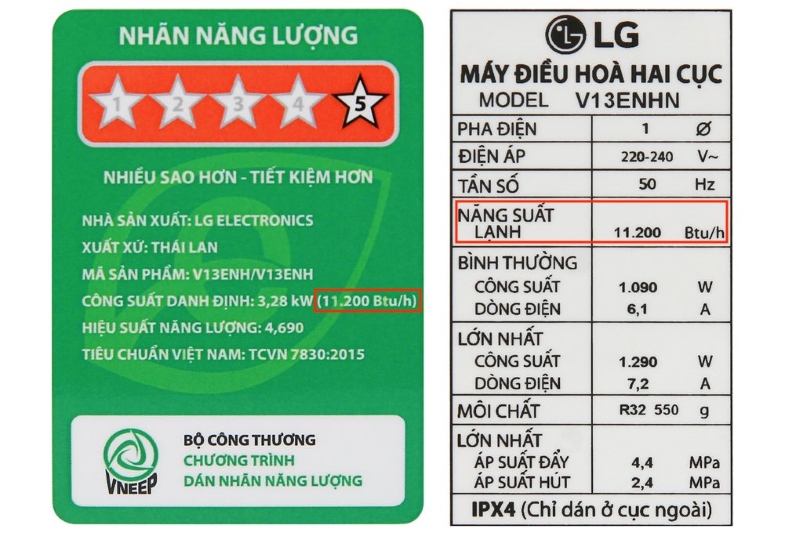 NHÃN NĂNG LƯỢNG
1 2 3 4 5
NHIỀU SAO HƠN - TIẾT KIỆM HƠN
NHÀ SẢN XUẤT: LG ELECTRONICS
XUẤT XỨ: THÁI LAN
MÃ SẢN PHẨM: V13ENH/V13ENH
CÔNG SUẤT DANH ĐỊNH: 3,28 kW (11.200 Btu/h)
HIỆU SUẤT NĂNG LƯỢNG: 4,690
TIÊU CHUẨN VIỆT NAM: TCVN 7830:2015
VNEEP
BỘ CÔNG THƯƠNG
CHƯƠNG TRÌNH
DÁN NHÃN NĂNG LƯỢNG
LG
MÁY ĐIỀU HOÀ HAI CỤC
MODEL V13ENHN
PHA ĐIỆN 1 Ø
ĐIỆN ÁP 220-240 V~
TẦN SỐ 50 Hz
NĂNG SUẤT
LẠNH 11.200 Btu/h
BÌNH THƯỜNG
CÔNG SUẤT 1.090 W
DÒNG ĐIỆN 6,1 A
LỚN NHẤT
CÔNG SUẤT 1.290 W
DÒNG ĐIỆN 7,2 A
MÔI CHẤT R32 550 g
LỚN NHẤT
ÁP SUẤT ĐẨY 4,4 MPa
ÁP SUẤT HÚT 2,4 MPa
IPX4 (Chỉ dán ở cục ngoài)